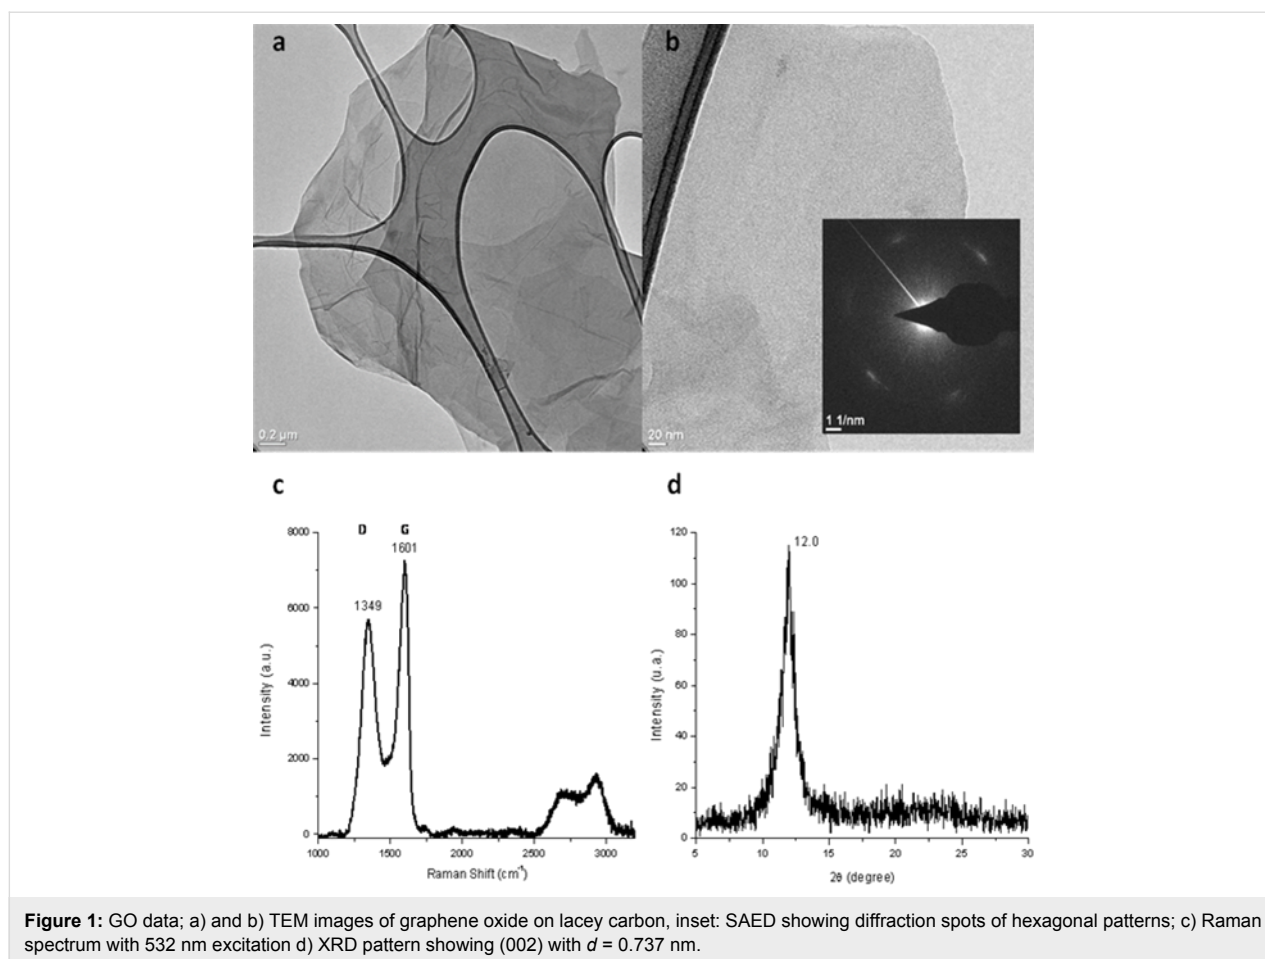 a
b
0.2 µm
20 nm
1 1/nm
c
d
D G
1601
1349
8000
6000
4000
2000
0
Intensity (a.u.)
1000 1500 2000 2500 3000
Raman Shift (cm⁻¹)
12.0
120
100
80
60
40
20
0
Intensity (u.a.)
5 10 15 20 25 30
2θ (degree)
Figure 1: GO data; a) and b) TEM images of graphene oxide on lacey carbon, inset: SAED showing diffraction spots of hexagonal patterns; c) Raman
spectrum with 532 nm excitation d) XRD pattern showing (002) with d = 0.737 nm.